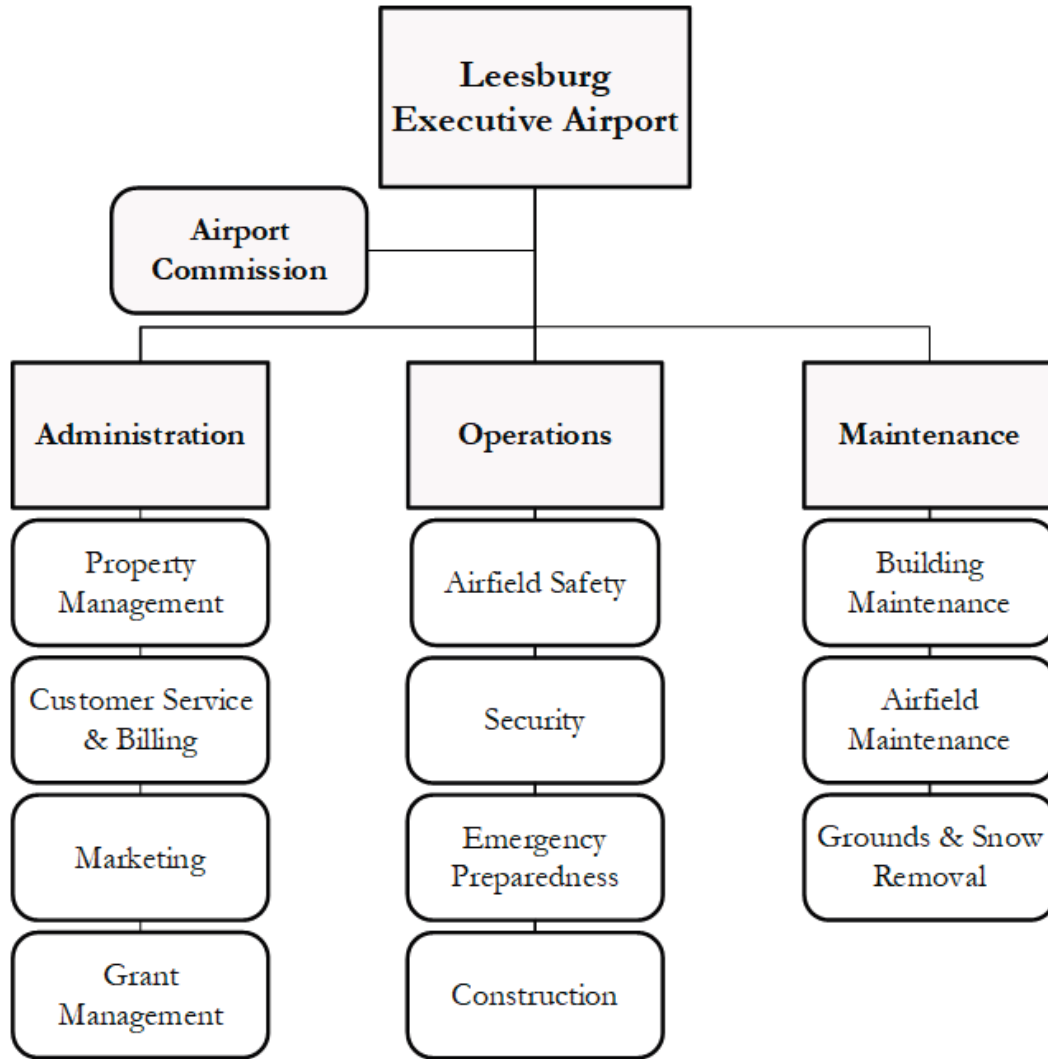 Leesburg
Executive Airport
Airport
Commission
Administration
Operations
Maintenance
Property
Management
Customer Service
& Billing
Marketing
Grant
Management
Airfield Safety
Security
Emergency
Preparedness
Construction
Building
Maintenance
Airfield
Maintenance
Grounds & Snow
Removal